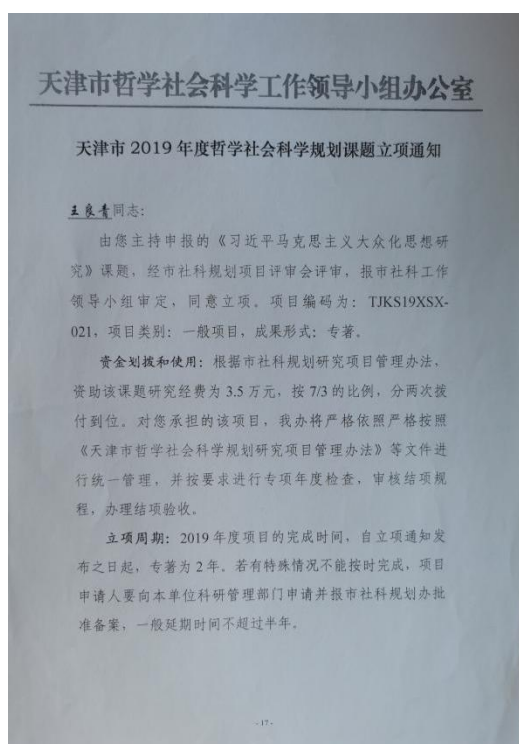 天津市哲学社会科学工作领导小组办公室
天津市 2019 年度哲学社会科学规划课题立项通知
王良青同志：
由您主持申报的《习近平马克思主义大众化思想研
究》课题，经市社科规划项目评审会评审，报市社科工作
领导小组审定，同意立项。项目编码为：TJKS19XSX-
021，项目类别：一般项目，成果形式：专著。
资金划拨和使用：根据市社科规划研究项目管理办法，
资助该课题研究经费为 3.5 万元，按 7/3 的比例，分两次拨
付到位。对您承担的该项目，我办将严格依照严格按照
《天津市哲学社会科学规划研究项目管理办法》等文件进
行统一管理，并按要求进行专项年度检查，审核结项规
程，办理结项验收。
立项周期：2019 年度项目的完成时间，自立项通知发
布之日起，专著为 2 年。若有特殊情况不能按时完成，项目
申请人要向本单位科研管理部门申请并报市社科规划办批
准备案，一般延期时间不超过半年。
- 17 -